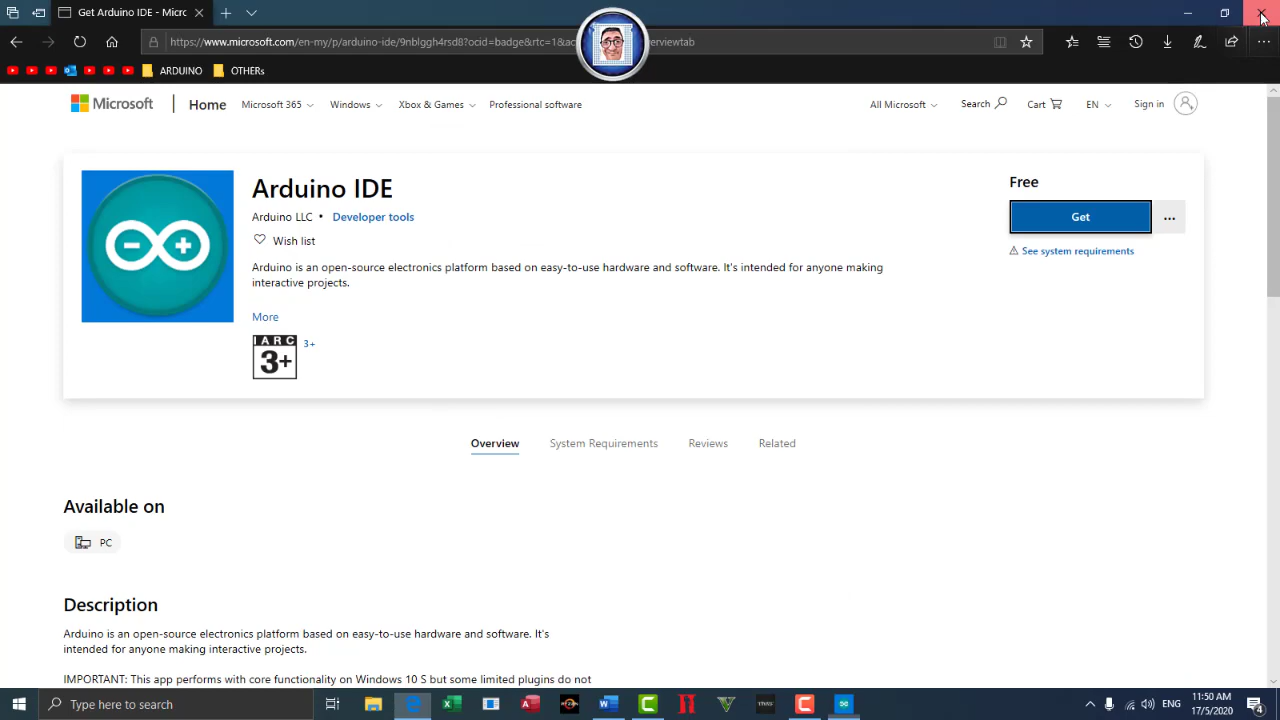 Get Arduino IDE - Micrc
https://www.microsoft.com/en-my/p
ino-ide/9nblggh4rsd8?ocid=badge&rtc=1&ac
erviewtab
ARDUINO
OTHERs
Microsoft
Home
Microsoft 365
Windows
Xbox & Games
Professional software
All Microsoft
Search
Cart
EN
Sign in
Arduino IDE
Arduino LLC •
Developer tools
Wish list
Arduino is an open-source electronics platform based on easy-to-use hardware and software. It's intended for anyone making
interactive projects.
More
IARC
3+
3+
Free
Get
...
See system requirements
Overview
System Requirements
Reviews
Related
Available on
PC
Description
Arduino is an open-source electronics platform based on easy-to-use hardware and software. It's
intended for anyone making interactive projects.
IMPORTANT: This app performs with core functionality on Windows 10 S but some limited plugins do not
Type here to search
ENG
11:50 AM
17/5/2020
4